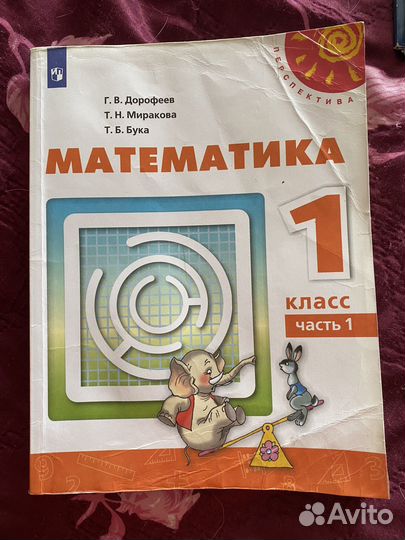 ПЕРСПЕКТИВА
Г. В. Дорофеев
Т. Н. Миракова
Т. Б. Бука
МАТЕМАТИКА
1
класс
часть 1
Avito